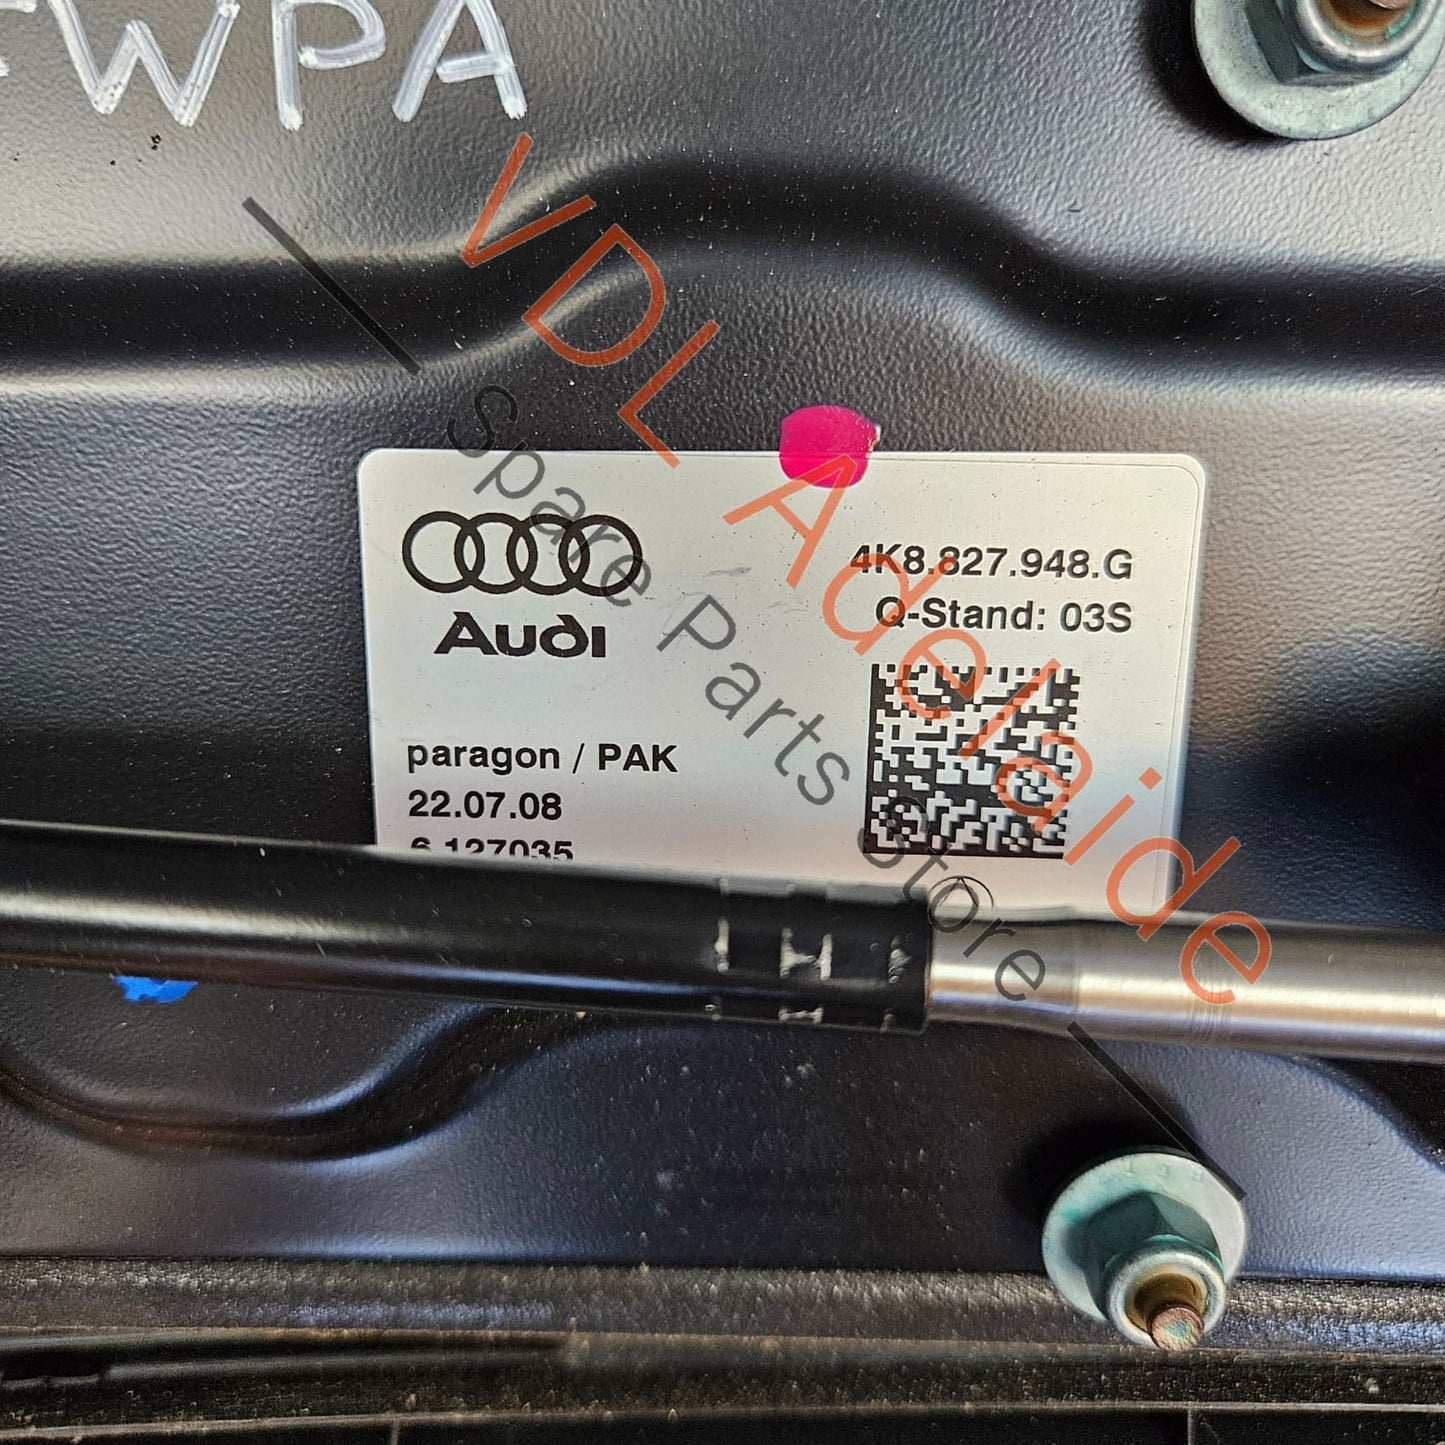 WPA
Audi
4K8.827.948.G
Q-Stand: 03S
paragon / PAK
22.07.08
6.127035
VDL Adelaide
Spare Parts Store